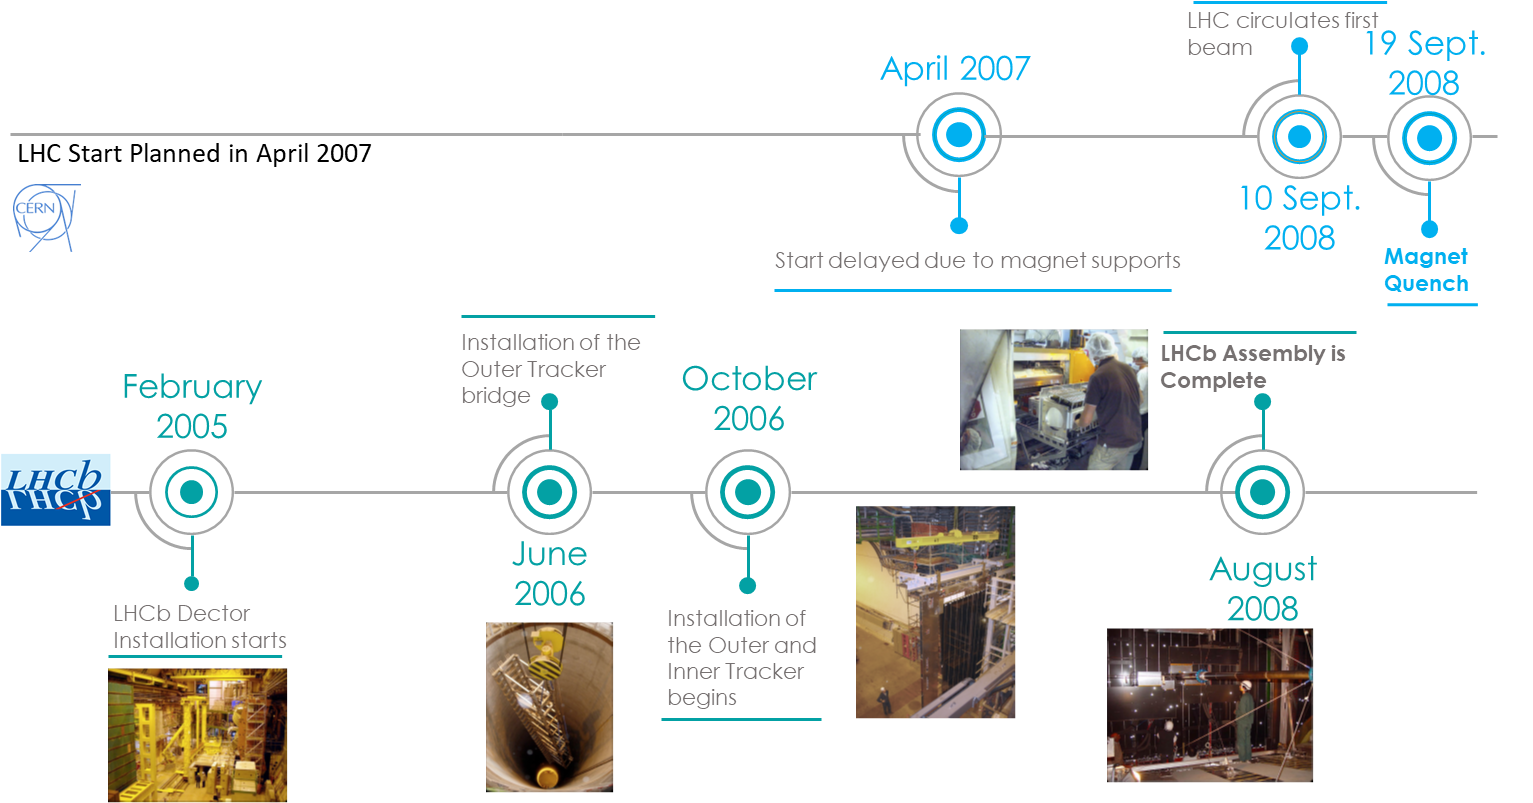 LHC circulates first
beam
April 2007
19 Sept.
2008
LHC Start Planned in April 2007
CERN
10 Sept.
2008
Start delayed due to magnet supports
Magnet
Quench
Installation of the
Outer Tracker
bridge
LHCb Assembly is
Complete
February
2005
October
2006
LHCb
LHCb
June
2006
August
2008
LHCb Dector
Installation starts
Installation of
the Outer and
Inner Tracker
begins